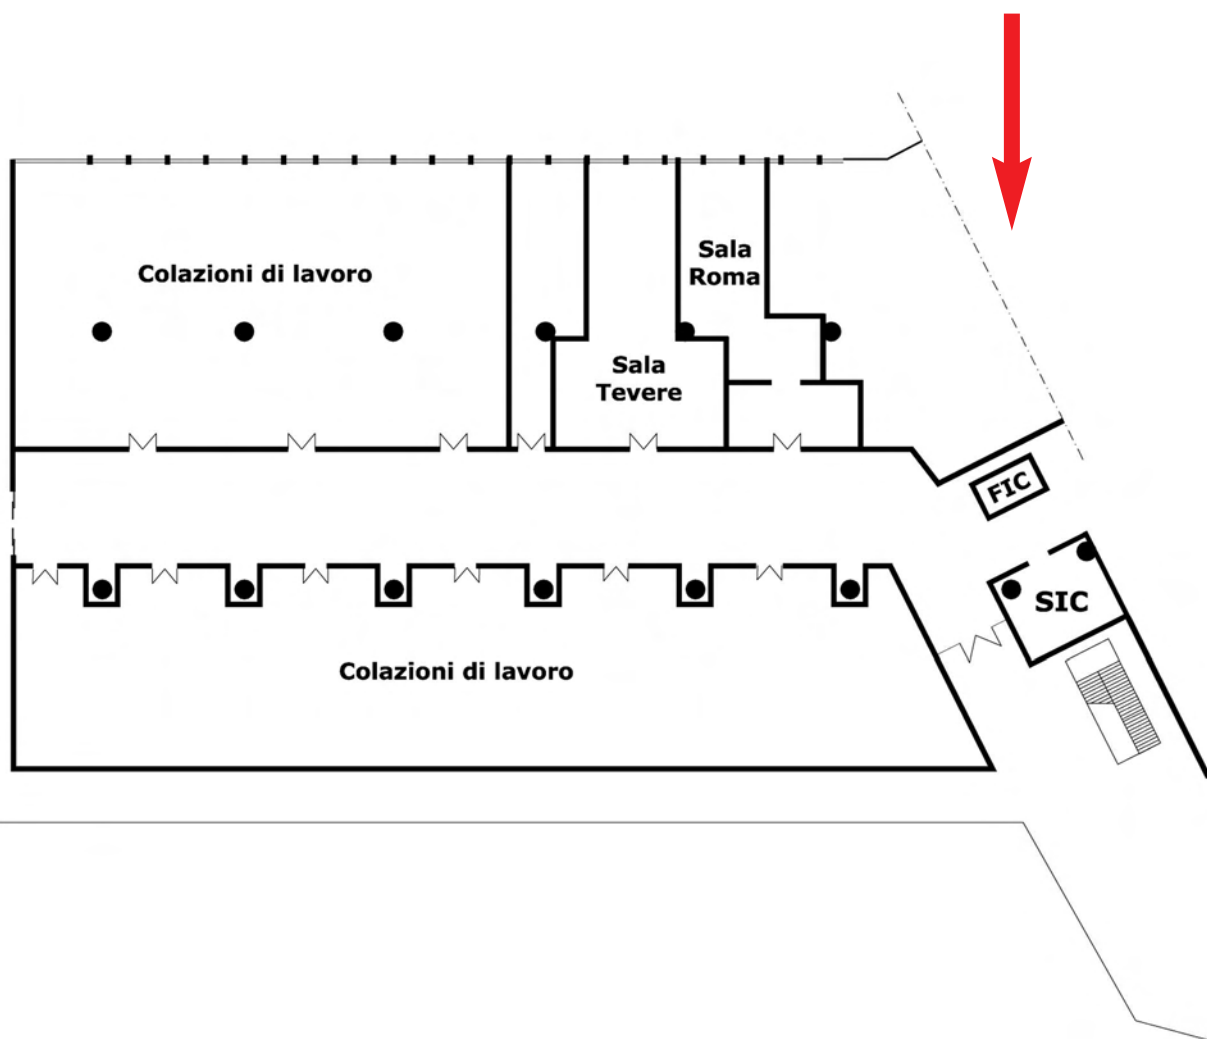 Colazioni di lavoro
Sala
Roma
Sala
Tevere
FIC
SIC
Colazioni di lavoro